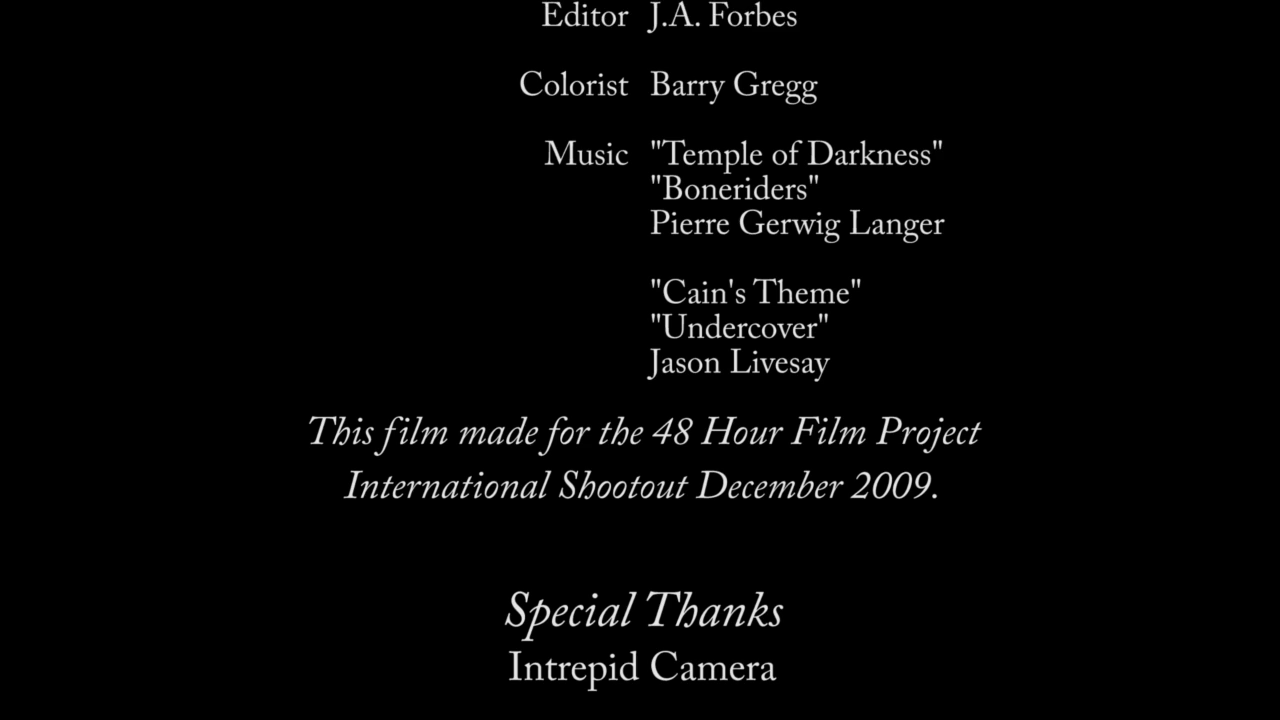 Editor J.A. Forbes
Colorist Barry Gregg
Music "Temple of Darkness"
"Boneriders"
Pierre Gerwig Langer
"Cain's Theme"
"Undercover"
Jason Livesay
This film made for the 48 Hour Film Project
International Shootout December 2009.
Special Thanks
Intrepid Camera